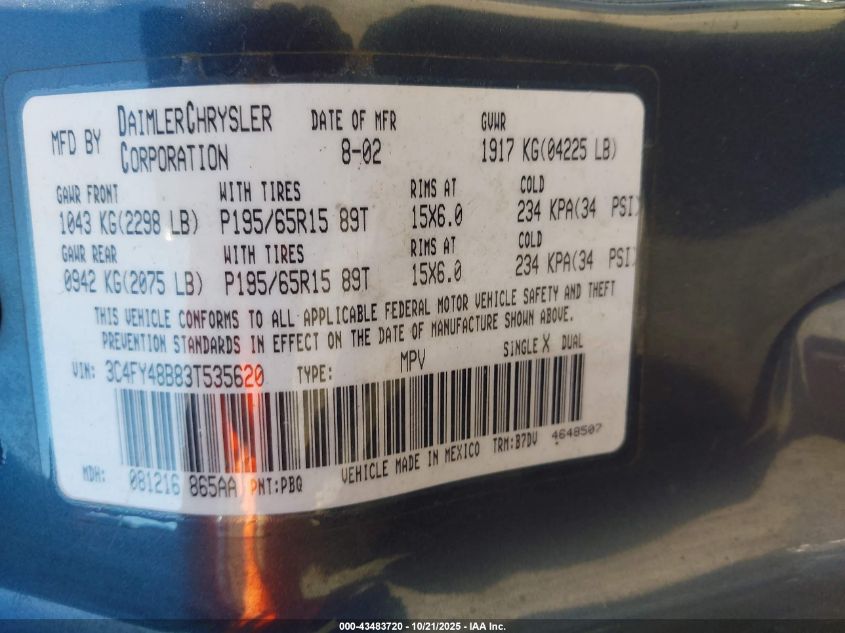 MFD BY DAIMLERCHRYSLER CORPORATION DATE OF MFR 8-02 GVWR 1917 KG(04225 LB)
GAWR FRONT WITH TIRES RIMS AT COLD
1043 KG(2298 LB) P195/65R15 89T 15X6.0 234 KPA(34 PSI)
GAWR REAR WITH TIRES RIMS AT COLD
0942 KG(2075 LB) P195/65R15 89T 15X6.0 234 KPA(34 PSI)
THIS VEHICLE CONFORMS TO ALL APPLICABLE FEDERAL MOTOR VEHICLE SAFETY AND THEFT
PREVENTION STANDARDS IN EFFECT ON THE DATE OF MANUFACTURE SHOWN ABOVE.
VIN: 3C4FY48B83T535620 TYPE: MPV SINGLE X DUAL
MDH: 081216 865AA PNT:PBQ VEHICLE MADE IN MEXICO TRM:B7DV 4648507
000-43483720 - 10/21/2025 - IAA Inc.